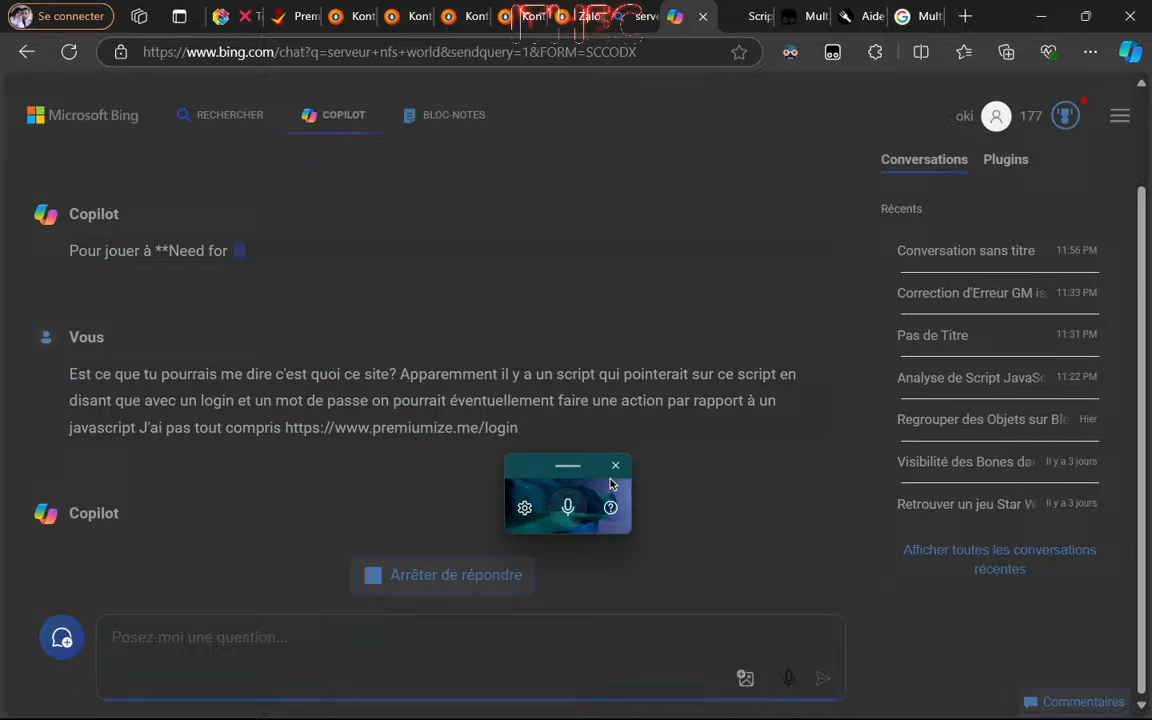 Se connecter
Prem
Kont
Kont
Kont
Kont
Zalo
serve
Scrip
Mult
Aide
Mult
https://www.bing.com/chat?q=serveur+nfs+world&sendquery=1&FORM=SCCODX
Microsoft Bing
RECHERCHER
COPILOT
BLOC-NOTES
oki
177
Conversations
Plugins
Récents
Copilot
Pour jouer à **Need for
Conversation sans titre 11:56 PM
Correction d'Erreur GM is 11:33 PM
Vous
Pas de Titre 11:31 PM
Est ce que tu pourrais me dire c'est quoi ce site? Apparemment il y a un script qui pointerait sur ce script en
disant que avec un login et un mot de passe on pourrait éventuellement faire une action par rapport à un
javascript J'ai pas tout compris https://www.premiumize.me/login
Analyse de Script JavaSc 11:22 PM
Regrouper des Objets sur Ble Hier
Visibilité des Bones da Il y a 3 jours
Retrouver un jeu Star W Il y a 3 jours
Copilot
Afficher toutes les conversations
récentes
Arrêter de répondre
Posez-moi une question...
Commentaires